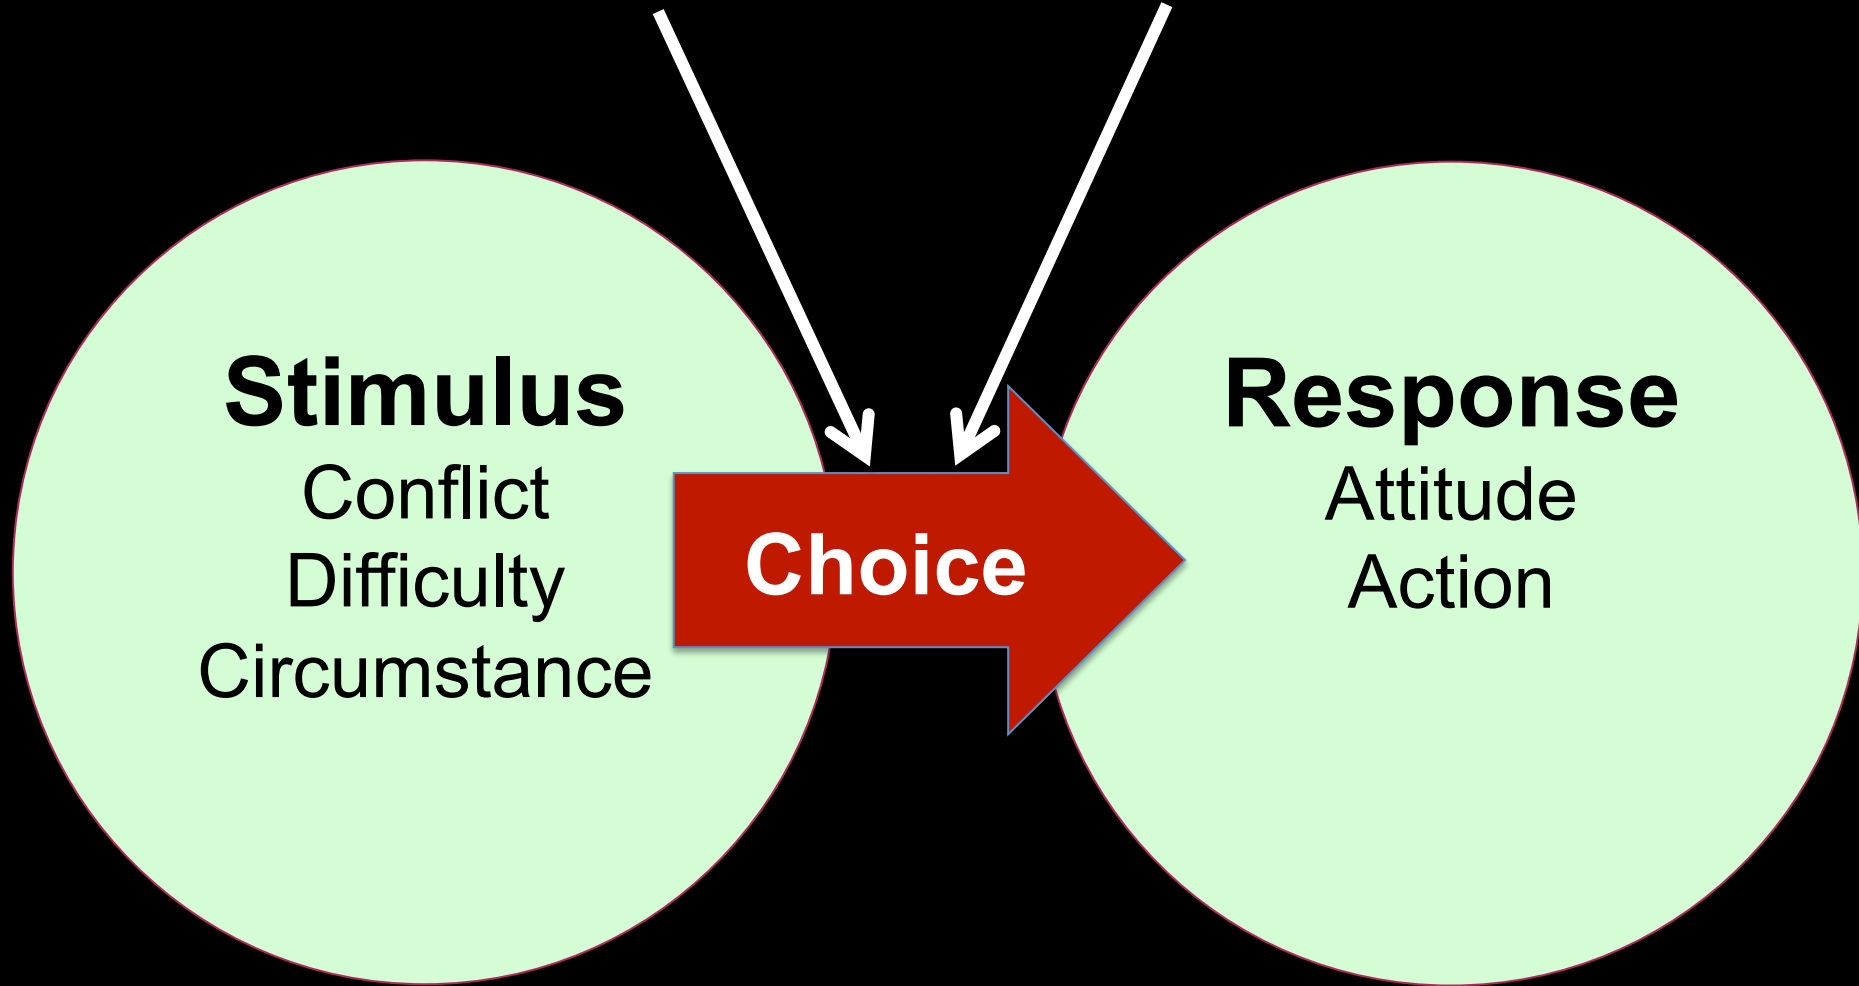 Stimulus
Conflict
Difficulty
Circumstance
Choice
Response
Attitude
Action